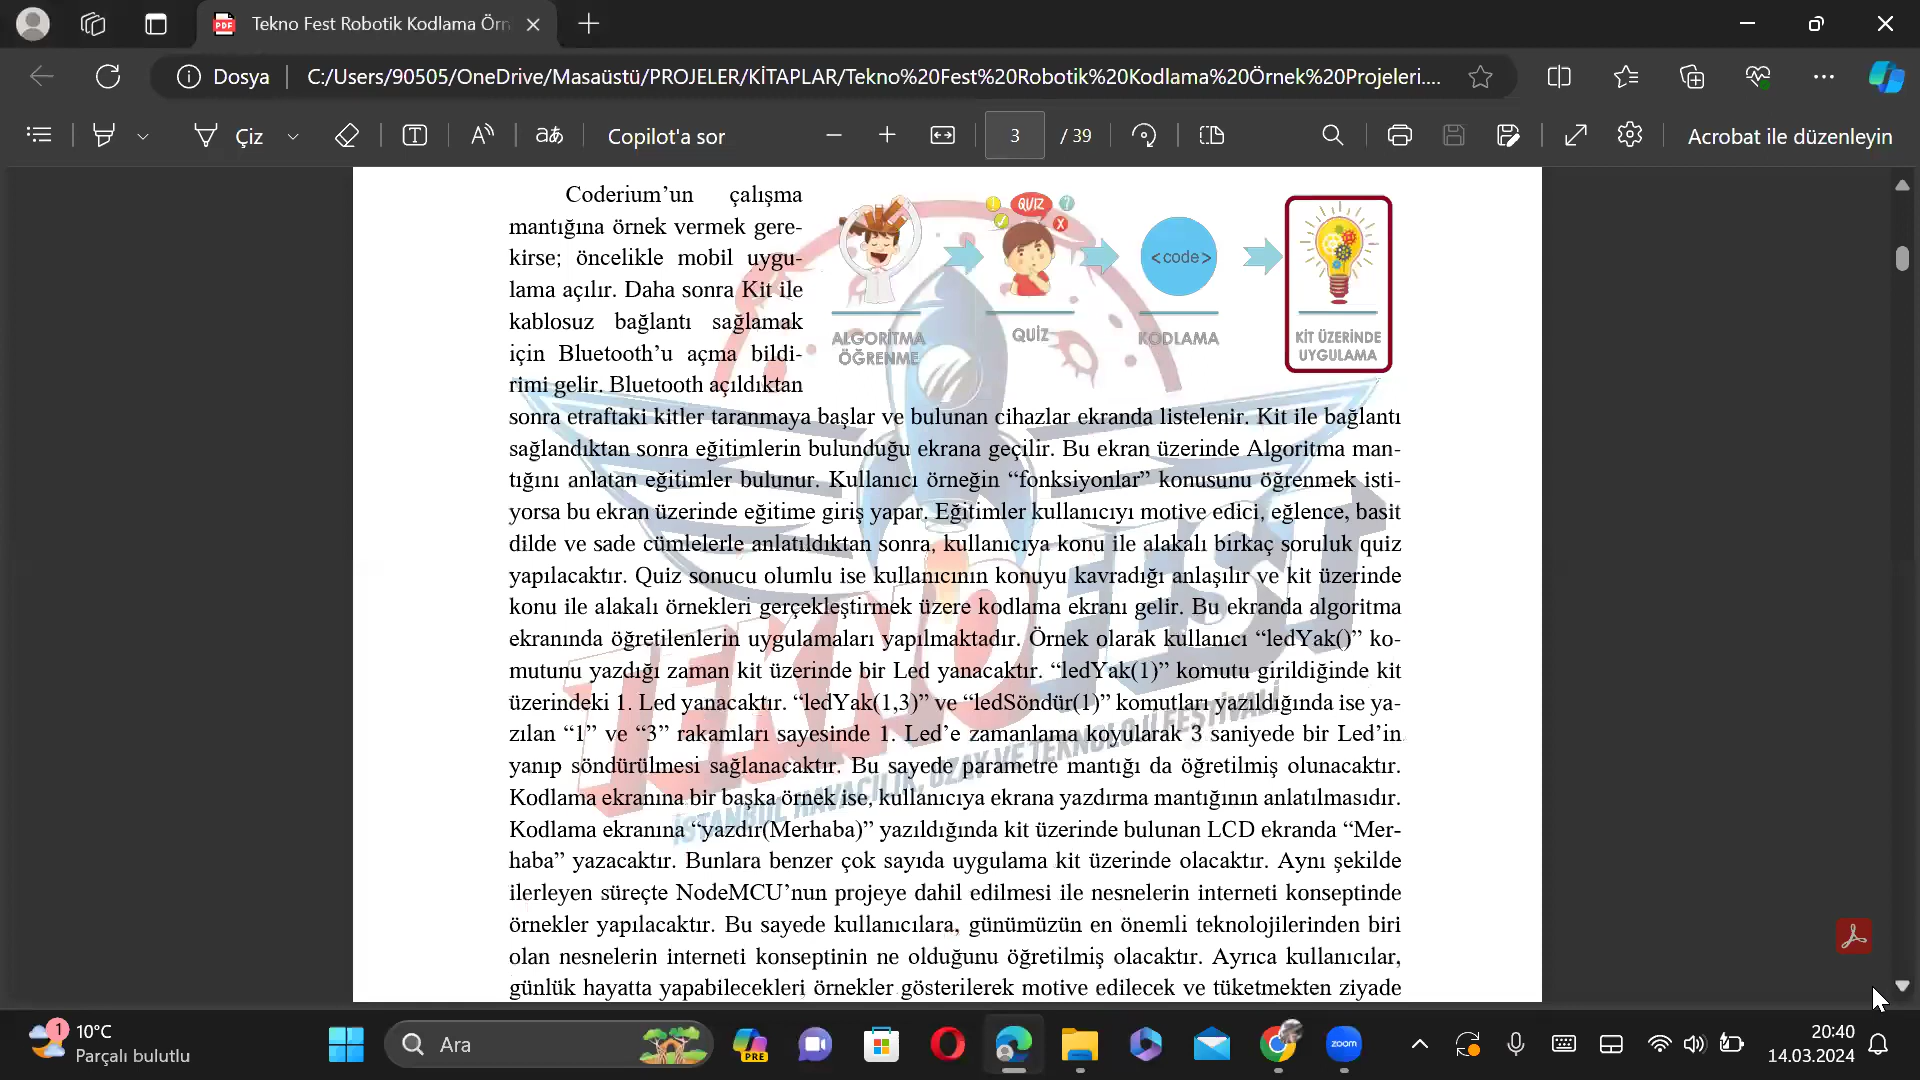 Tekno Fest Robotik Kodlama Örn
Dosya
C:/Users/90505/OneDrive/Masaüstü/PROJELER/KİTAPLAR/Tekno%20Fest%20Robotik%20Kodlama%20Örnek%20Projeleri....
Çiz
aあ
Copilot'a sor
3 / 39
Acrobat ile düzenleyin
Coderium’un çalışma
mantığına örnek vermek gere-
kirse; öncelikle mobil uygu-
lama açılır. Daha sonra Kit ile
kablosuz bağlantı sağlamak
için Bluetooth’u açma bildi-
rimi gelir. Bluetooth açıldıktan
QUIZ
<code>
ALGORİTMA
ÖĞRENME
QUİZ
KODLAMA
KİT ÜZERİNDE
UYGULAMA
sonra etraftaki kitler taranmaya başlar ve bulunan cihazlar ekranda listelenir. Kit ile bağlantı
sağlandıktan sonra eğitimlerin bulunduğu ekrana geçilir. Bu ekran üzerinde Algoritma man-
tığını anlatan eğitimler bulunur. Kullanıcı örneğin “fonksiyonlar” konusunu öğrenmek isti-
yorsa bu ekran üzerinde eğitime giriş yapar. Eğitimler kullanıcıyı motive edici, eğlence, basit
dilde ve sade cümlelerle anlatıldıktan sonra, kullanıcıya konu ile alakalı birkaç soruluk quiz
yapılacaktır. Quiz sonucu olumlu ise kullanıcının konuyu kavradığı anlaşılır ve kit üzerinde
konu ile alakalı örnekleri gerçekleştirmek üzere kodlama ekranı gelir. Bu ekranda algoritma
ekranında öğretilenlerin uygulamaları yapılmaktadır. Örnek olarak kullanıcı “ledYak()” ko-
mutunu yazdığı zaman kit üzerinde bir Led yanacaktır. “ledYak(1)” komutu girildiğinde kit
üzerindeki 1. Led yanacaktır. “ledYak(1,3)” ve “ledSöndür(1)” komutları yazıldığında ise ya-
zılan “1” ve “3” rakamları sayesinde 1. Led’e zamanlama koyularak 3 saniyede bir Led’in
yanıp söndürülmesi sağlanacaktır. Bu sayede parametre mantığı da öğretilmiş olunacaktır.
Kodlama ekranına bir başka örnek ise, kullanıcıya ekrana yazdırma mantığının anlatılmasıdır.
Kodlama ekranına “yazdır(Merhaba)” yazıldığında kit üzerinde bulunan LCD ekranda “Mer-
haba” yazacaktır. Bunlara benzer çok sayıda uygulama kit üzerinde olacaktır. Aynı şekilde
ilerleyen süreçte NodeMCU’nun projeye dahil edilmesi ile nesnelerin interneti konseptinde
örnekler yapılacaktır. Bu sayede kullanıcılara, günümüzün en önemli teknolojilerinden biri
olan nesnelerin interneti konseptinin ne olduğunu öğretilmiş olacaktır. Ayrıca kullanıcılar,
günlük hayatta yapabilecekleri örnekler gösterilerek motive edilecek ve tüketmekten ziyade
TEKNOFEST
İSTANBUL HAVACILIK, UZAY VE TEKNOLOJİ FESTİVALİ
1
10°C
Parçalı bulutlu
Ara
PRE
zoom
20:40
14.03.2024